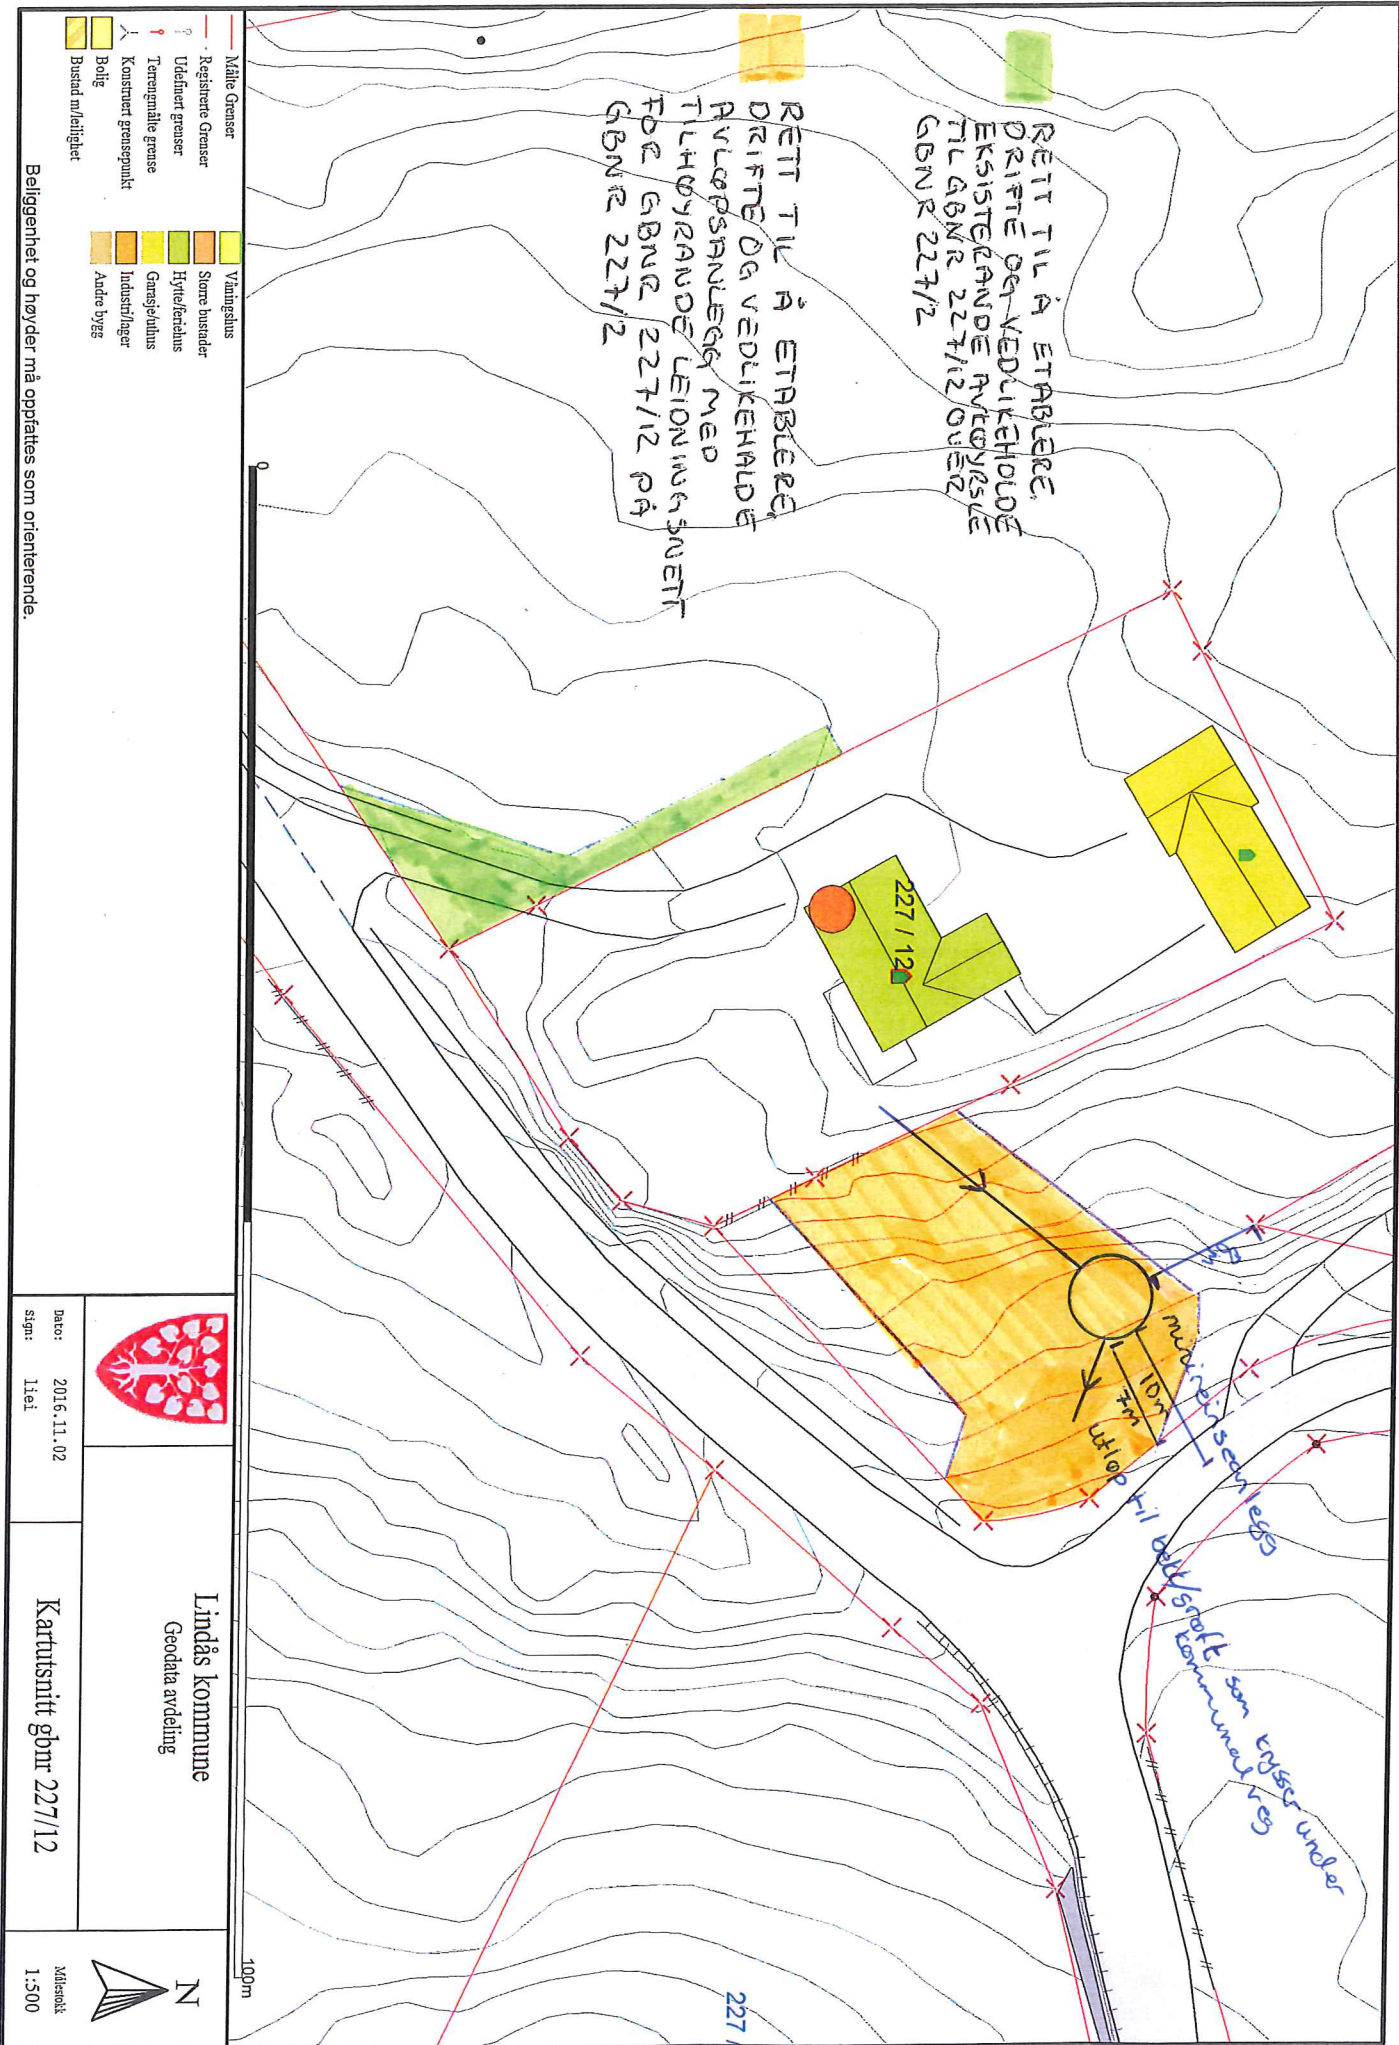 RETT TIL Å ETABLERE,
DRIFTE OG VEDLIKEHOLDE
EKSISTERANDE AVKØYRSLE
TIL GBNR 227/12 OVER
GBNR 227/2
RETT TIL Å ETABLERE,
DRIFTE OG VEDLIKEHALDE
AVLØPSANLEGG MED
TILHØYRANDE LEIDNINGSNETT
FOR GBNR 227/12 PÅ
GBNR 227/2
227 / 12
minireinseanlegg
10m
7m
utløp til bekk/grøft som krysser under
kommunal veg
227 /
0
100m
Målte Grenser
Registrerte Grenser
Udefinert grenser
Terrengmålte grense
Konstruert grensepunkt
Bolig
Bustad m/leilighet
Våningshus
Større bustader
Hytte/feriehus
Garasje/uthus
Industri/lager
Andre bygg
Beliggenhet og høyder må oppfattes som orienterende.
Lindås kommune
Geodata avdeling
Dato: 2016.11.02
sign: liei
Kartutsnitt gbnr 227/12
N
Målestokk
1:500